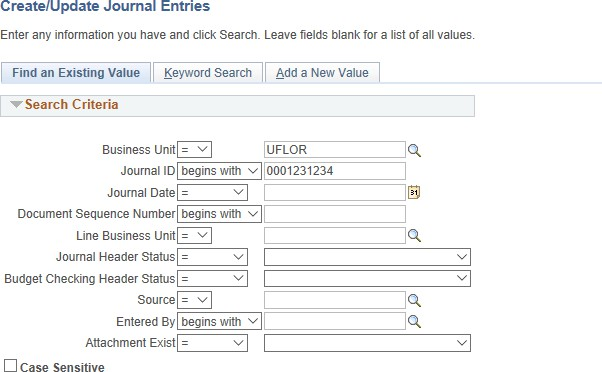 Create/Update Journal Entries
Enter any information you have and click Search. Leave fields blank for a list of all values.
Find an Existing Value Keyword Search Add a New Value
Search Criteria
Business Unit = UFLOR
Journal ID begins with 0001231234
Journal Date = 31
Document Sequence Number begins with
Line Business Unit =
Journal Header Status =
Budget Checking Header Status =
Source =
Entered By begins with
Attachment Exist =
Case Sensitive